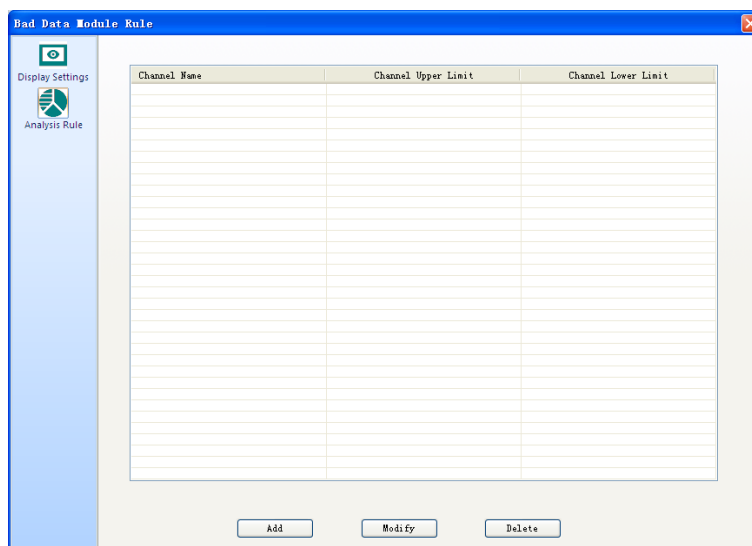 Bad Data Module Rule
Display Settings
Analysis Rule
Channel Name Channel Upper Limit Channel Lower Limit
Add Modify Delete